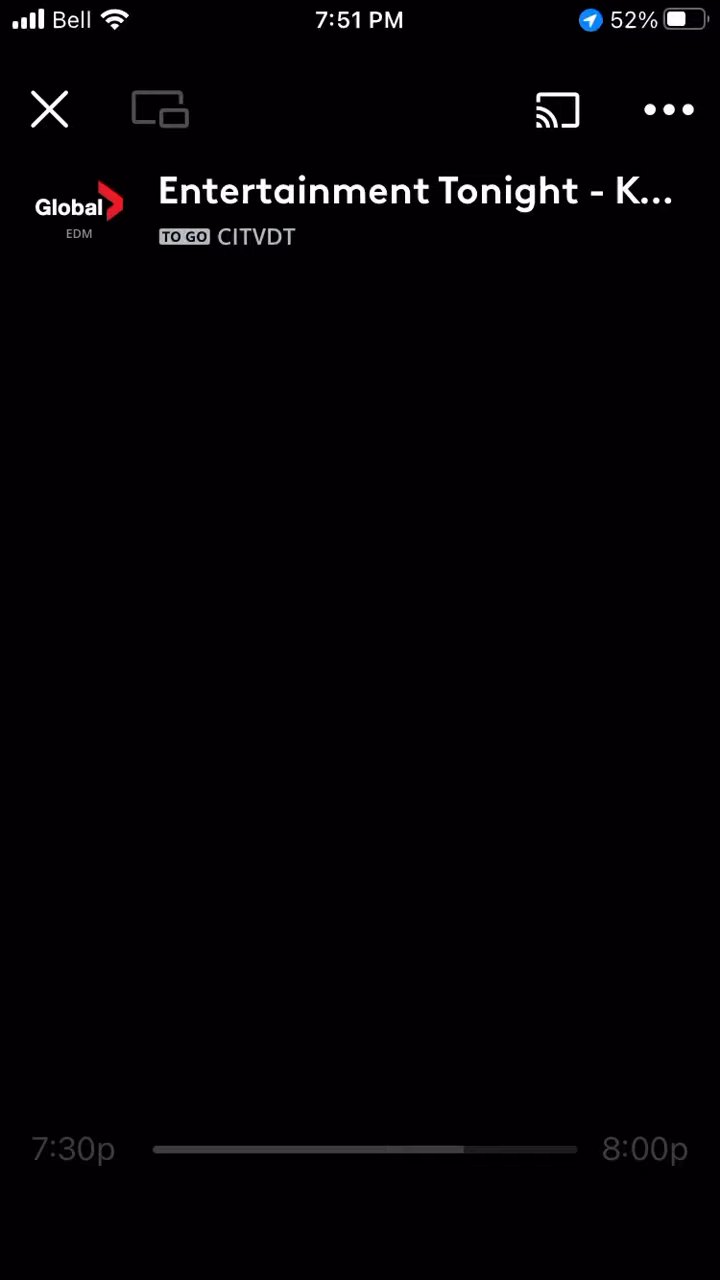 Bell 7:51 PM 52%
Global
EDM
Entertainment Tonight - K...
TO GO CITVDT
7:30p 8:00p